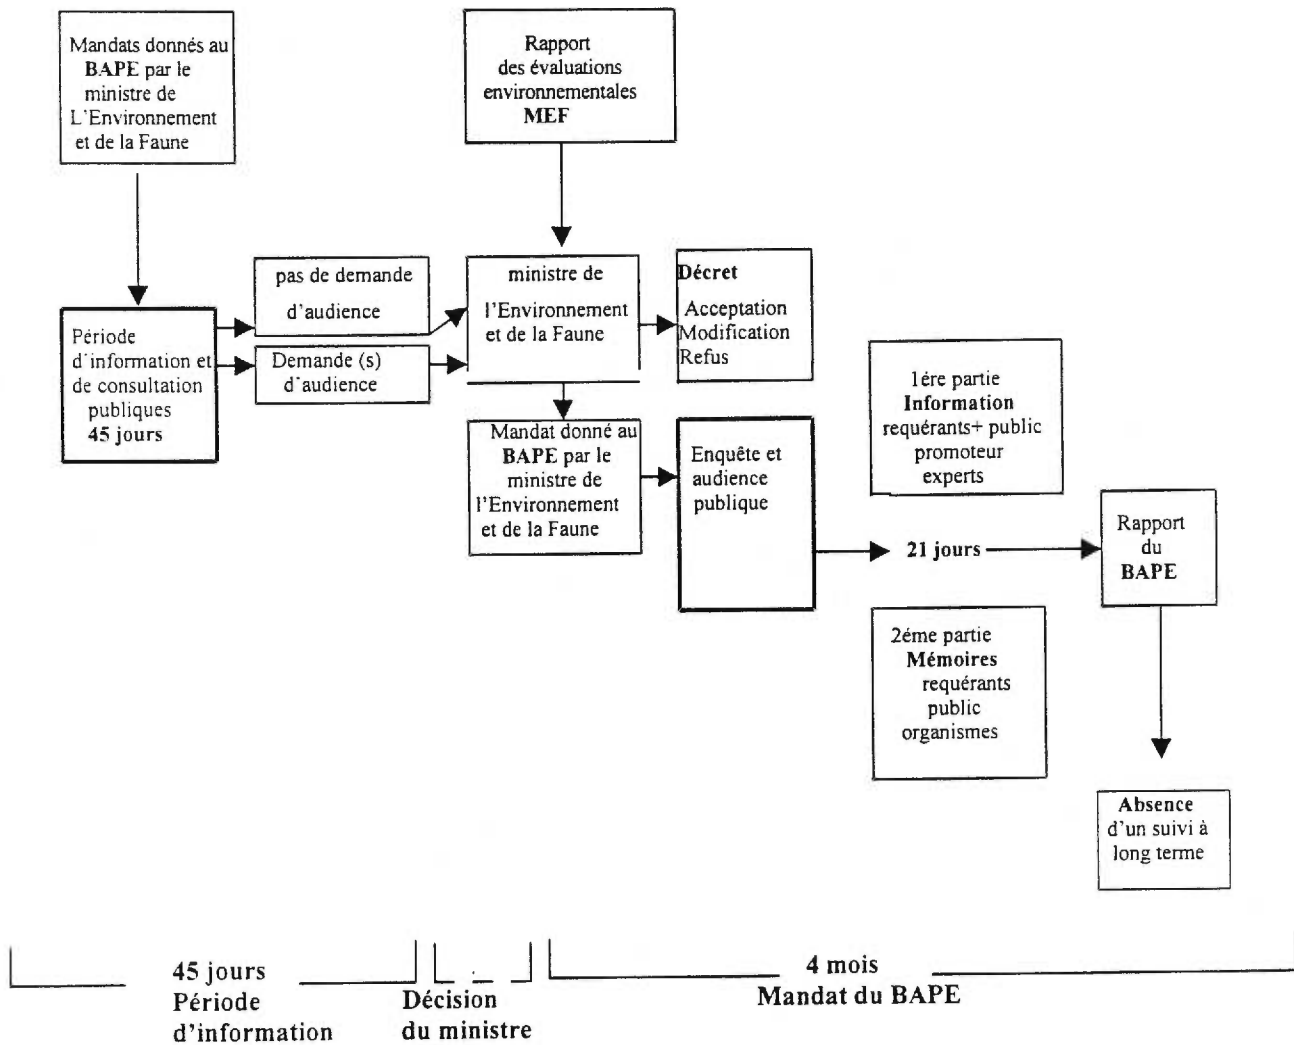 Mandats donnés au
BAPE par le
ministre de
L'Environnement
et de la Faune
Rapport
des évaluations
environnementales
MEF
pas de demande
d'audience
ministre de
l'Environnement
et de la Faune
Décret
Acceptation
Modification
Refus
Période
d'information et
de consultation
publiques
45 jours
Demande (s)
d'audience
Mandat donné au
BAPE par le
ministre de
l'Environnement
et de la Faune
Enquête et
audience
publique
1ére partie
Information
requérants+ public
promoteur
experts
21 jours
Rapport
du
BAPE
2éme partie
Mémoires
requérants
public
organismes
Absence
d'un suivi à
long terme
45 jours
Période
d'information
Décision
du ministre
4 mois
Mandat du BAPE